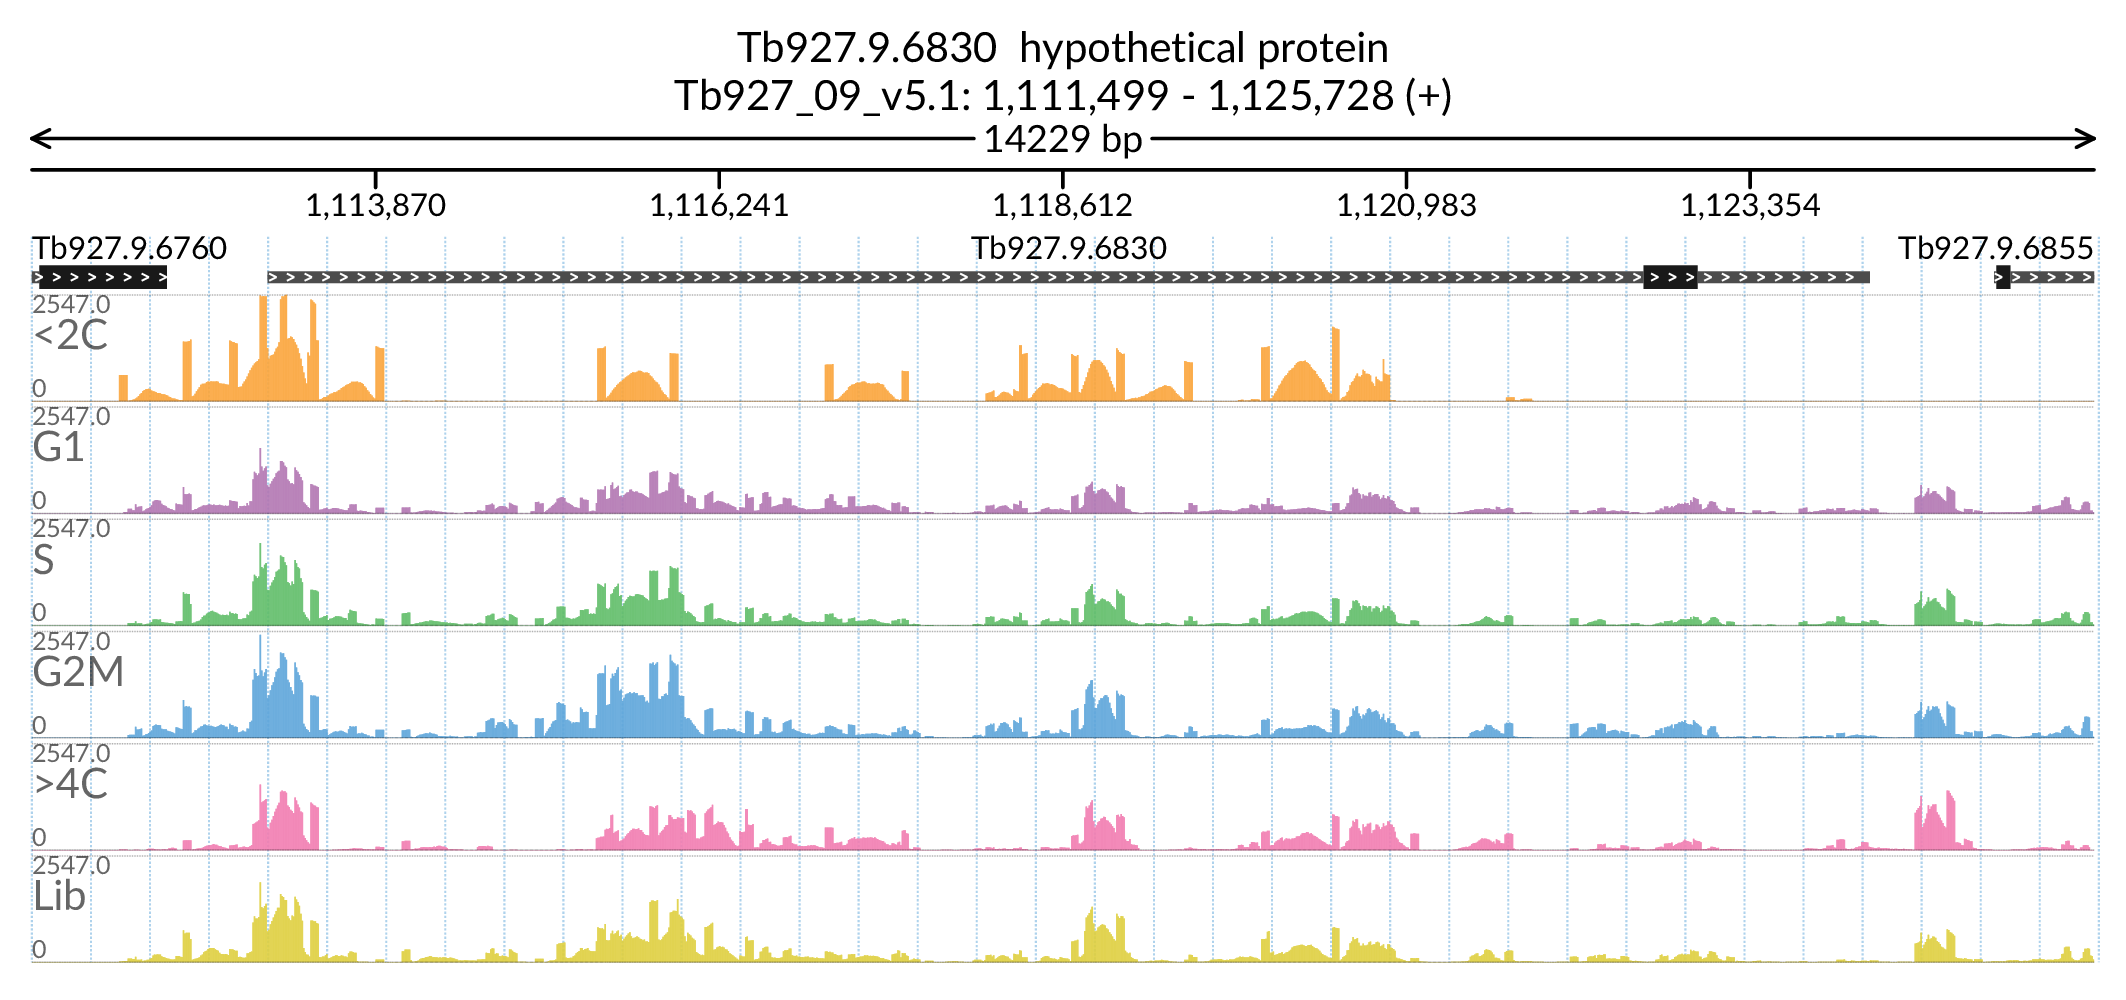 Tb927.9.6830 hypothetical protein
Tb927_09_v5.1: 1,111,499 - 1,125,728 (+)
14229 bp
1,113,870 1,116,241 1,118,612 1,120,983 1,123,354
Tb927.9.6760 Tb927.9.6830 Tb927.9.6855
2547.0
<2C
0
2547.0
G1
0
2547.0
S
0
2547.0
G2M
0
2547.0
>4C
0
2547.0
Lib
0